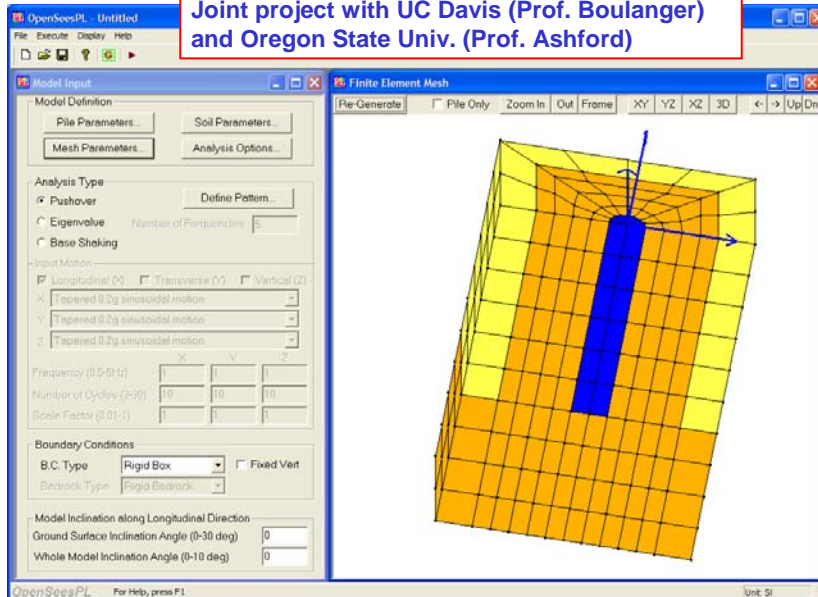 OpenSeesPL - Untitled
Joint project with UC Davis (Prof. Boulanger)
and Oregon State Univ. (Prof. Ashford)
File Execute Display Help
Model Input
Model Definition
Pile Parameters...
Soil Parameters...
Mesh Parameters...
Analysis Options...
Analysis Type
Pushover
Define Pattern...
Eigenvalue
Number of Frequencies 5
Base Shaking
Input Motion
Longitudinal (X) Transverse (Y) Vertical (Z)
X Tapered 0.2g sinusoidal motion
Y Tapered 0.2g sinusoidal motion
Z Tapered 0.2g sinusoidal motion
X Y Z
Frequency (0.5-5Hz) 1 1 1
Number of Cycles (3-30) 10 10 10
Scale Factor (0.01-1) 1 1 1
Boundary Conditions
B.C. Type Rigid Box Fixed Vert
Bedrock Type Rigid Bedrock
Model Inclination along Longitudinal Direction
Ground Surface Inclination Angle (0-30 deg) 0
Whole Model Inclination Angle (0-10 deg) 0
Finite Element Mesh
Re-Generate Pile Only Zoom In Out Frame XY YZ XZ 3D <- -> Up Dn
OpenSeesPL For Help, press F1
Unit: SI